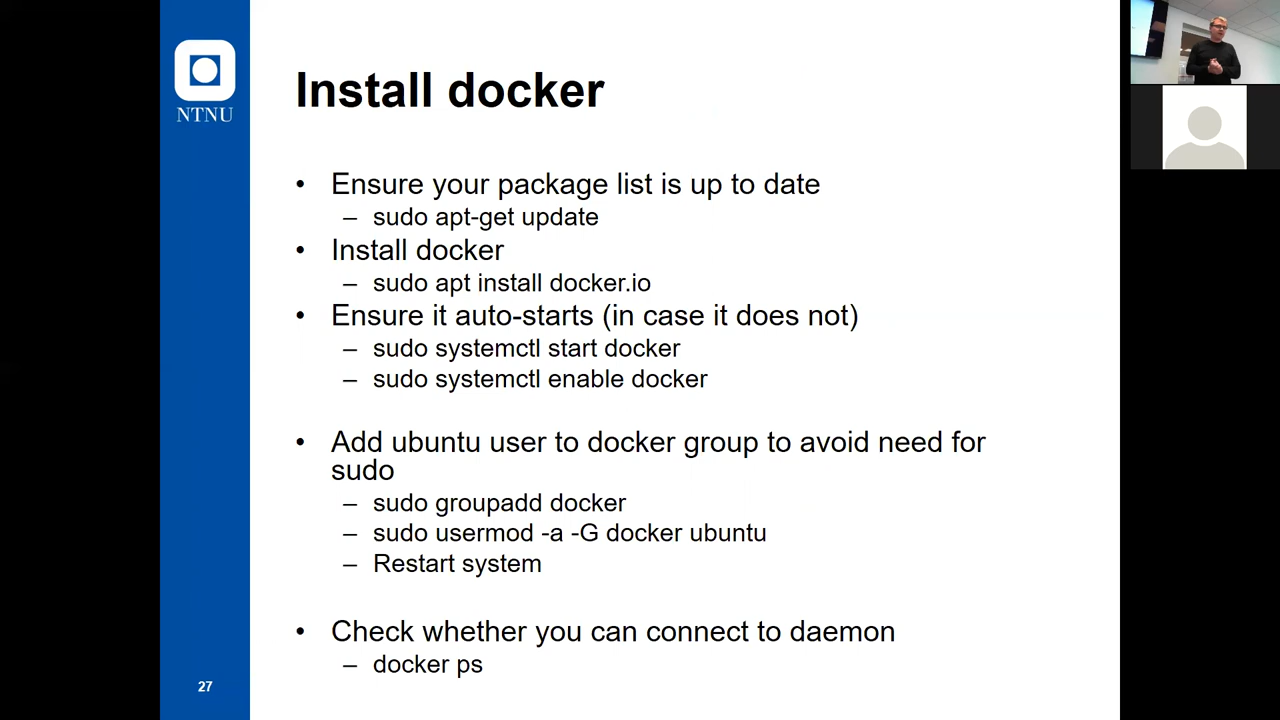 NTNU
Install docker
• Ensure your package list is up to date
– sudo apt-get update
• Install docker
– sudo apt install docker.io
• Ensure it auto-starts (in case it does not)
– sudo systemctl start docker
– sudo systemctl enable docker
• Add ubuntu user to docker group to avoid need for
sudo
– sudo groupadd docker
– sudo usermod -a -G docker ubuntu
– Restart system
• Check whether you can connect to daemon
– docker ps
27